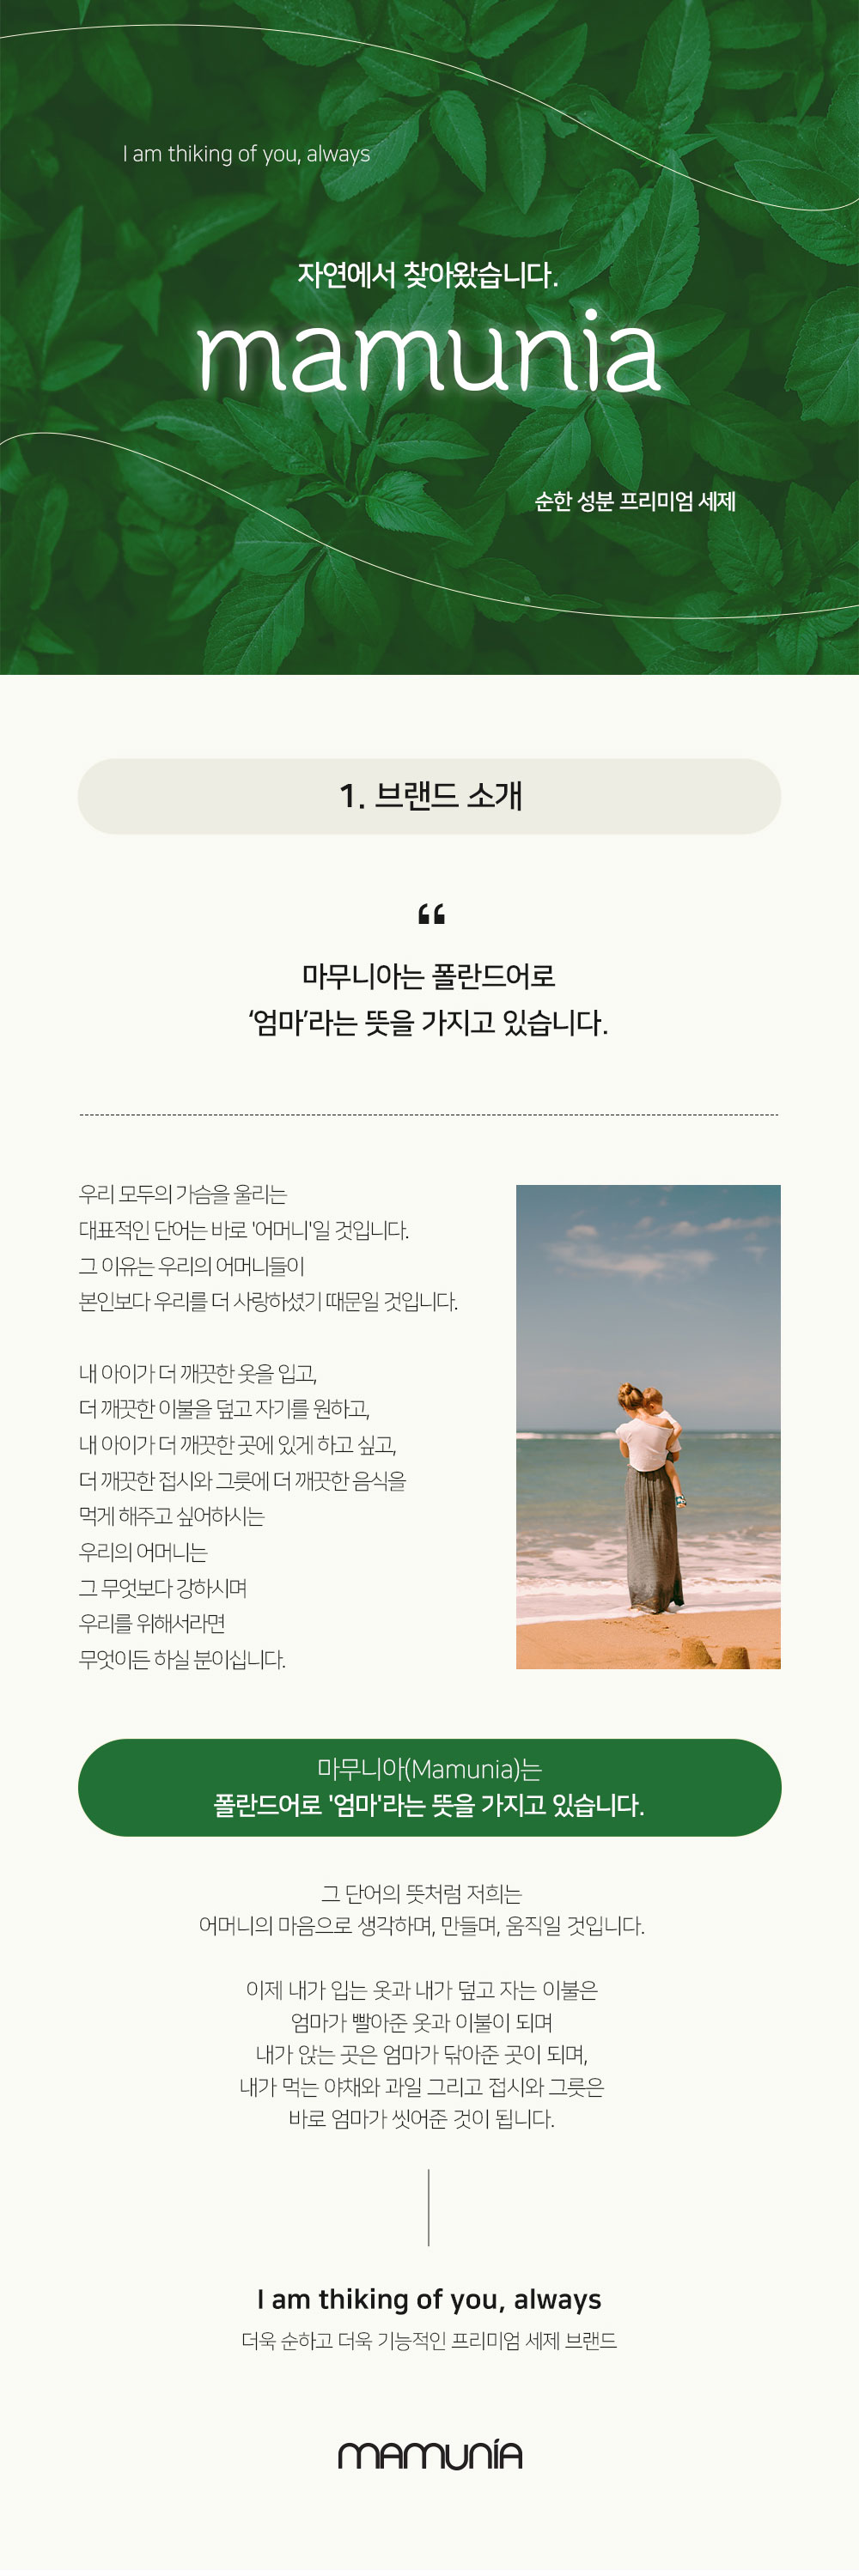 I am thiking of you, always
자연에서 찾아왔습니다.
mamunia
순한 성분 프리미엄 세제
1. 브랜드 소개
“
마무니아는 폴란드어로
‘엄마’라는 뜻을 가지고 있습니다.
우리 모두의 가슴을 울리는
대표적인 단어는 바로 '어머니'일 것입니다.
그 이유는 우리의 어머니들이
본인보다 우리를 더 사랑하셨기 때문일 것입니다.
내 아이가 더 깨끗한 옷을 입고,
더 깨끗한 이불을 덮고 자기를 원하고,
내 아이가 더 깨끗한 곳에 있게 하고 싶고,
더 깨끗한 접시와 그릇에 더 깨끗한 음식을
먹게 해주고 싶어하시는
우리의 어머니는
그 무엇보다 강하시며
우리를 위해서라면
무엇이든 하실 분이십니다.
마무니아(Mamunia)는
폴란드어로 '엄마'라는 뜻을 가지고 있습니다.
그 단어의 뜻처럼 저희는
어머니의 마음으로 생각하며, 만들며, 움직일 것입니다.
이제 내가 입는 옷과 내가 덮고 자는 이불은
엄마가 빨아준 옷과 이불이 되며
내가 앉는 곳은 엄마가 닦아준 곳이 되며,
내가 먹는 야채와 과일 그리고 접시와 그릇은
바로 엄마가 씻어준 것이 됩니다.
I am thiking of you, always
더욱 순하고 더욱 기능적인 프리미엄 세제 브랜드
mamunía